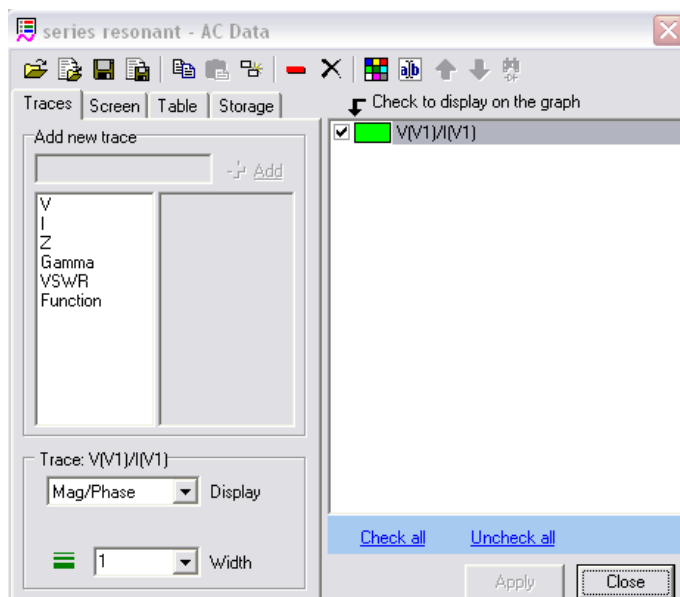 series resonant - AC Data
Traces Screen Table Storage
Check to display on the graph
Add new trace
Add
V
I
Z
Gamma
VSWR
Function
V(V1)/I(V1)
Trace: V(V1)/I(V1)
Mag/Phase Display
1 Width
Check all Uncheck all
Apply Close